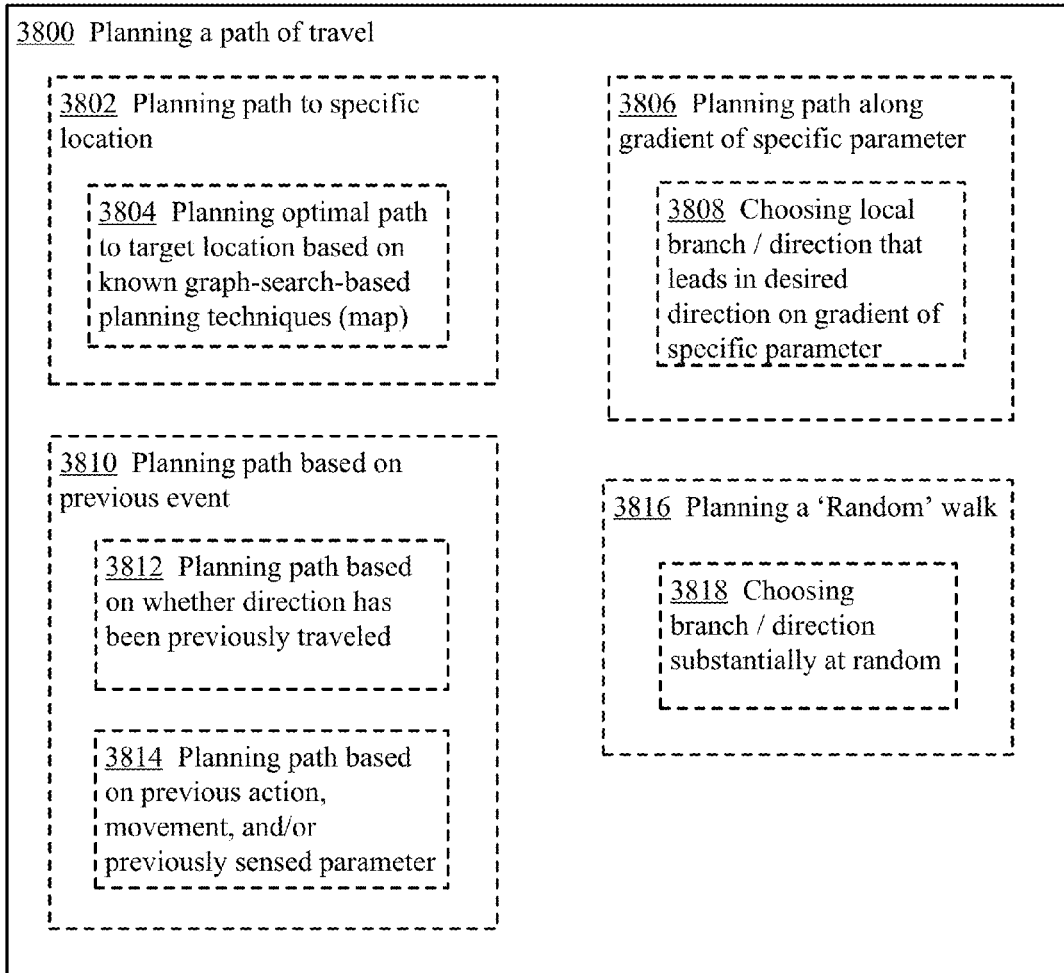 3800 Planning a path of travel
3802 Planning path to specific
location
3804 Planning optimal path
to target location based on
known graph-search-based
planning techniques (map)
3806 Planning path along
gradient of specific parameter
3808 Choosing local
branch / direction that
leads in desired
direction on gradient of
specific parameter
3810 Planning path based on
previous event
3812 Planning path based
on whether direction has
been previously traveled
3814 Planning path based
on previous action,
movement, and/or
previously sensed parameter
3816 Planning a ‘Random’ walk
3818 Choosing
branch / direction
substantially at random